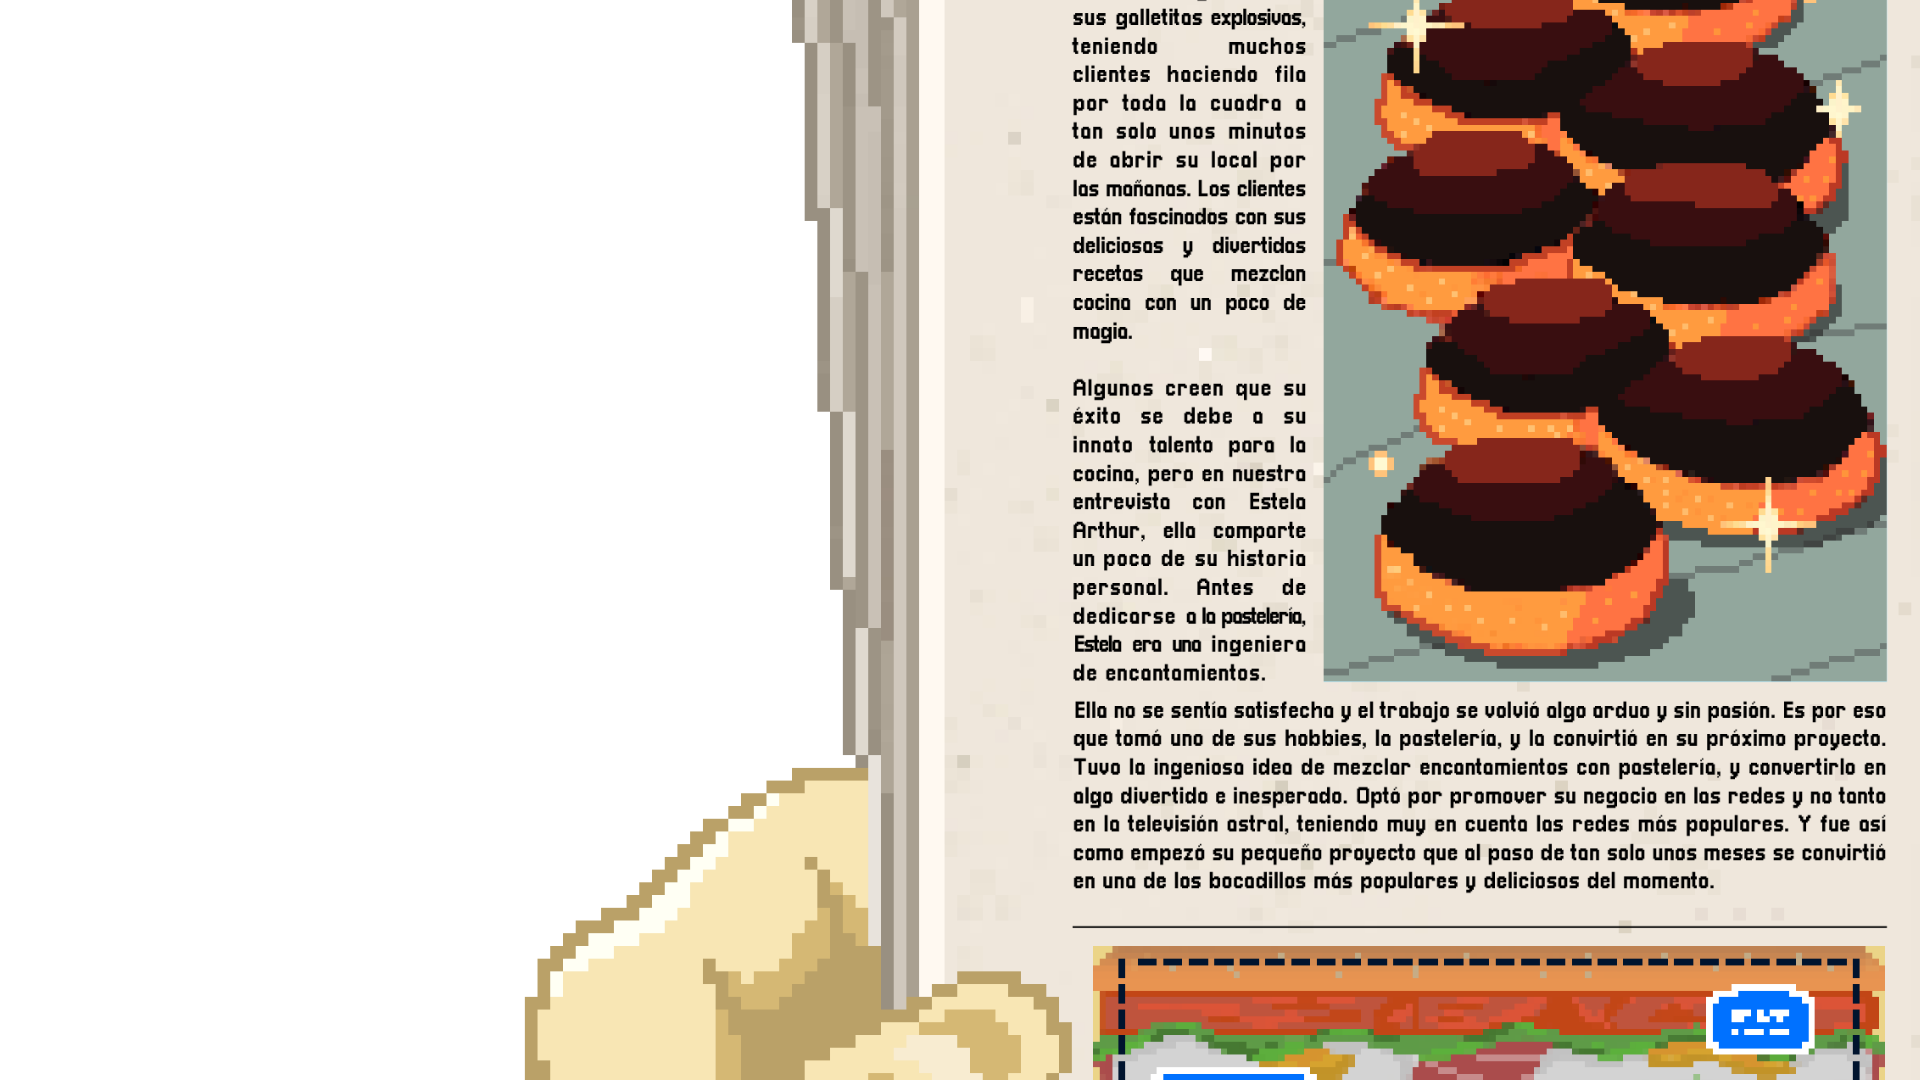 sus galletitas explosivas,
teniendo muchos
clientes haciendo fila
por toda la cuadra a
tan solo unos minutos
de abrir su local por
las mañanas. Los clientes
están fascinados con sus
deliciosas y divertidas
recetas que mezclan
cocina con un poco de
magia.
Algunos creen que su
éxito se debe a su
innato talento para la
cocina, pero en nuestra
entrevista con Estela
Arthur, ella comparte
un poco de su historia
personal. Antes de
dedicarse a la pastelería,
Estela era una ingeniera
de encantamientos.
Ella no se sentía satisfecha y el trabajo se volvió algo arduo y sin pasión. Es por eso
que tomó uno de sus hobbies, la pastelería, y la convirtió en su próximo proyecto.
Tuvo la ingeniosa idea de mezclar encantamientos con pastelería, y convertirlo en
algo divertido e inesperado. Optó por promover su negocio en las redes y no tanto
en la televisión astral, teniendo muy en cuenta las redes más populares. Y fue así
como empezó su pequeño proyecto que al paso de tan solo unos meses se convirtió
en una de los bocadillos más populares y deliciosos del momento.